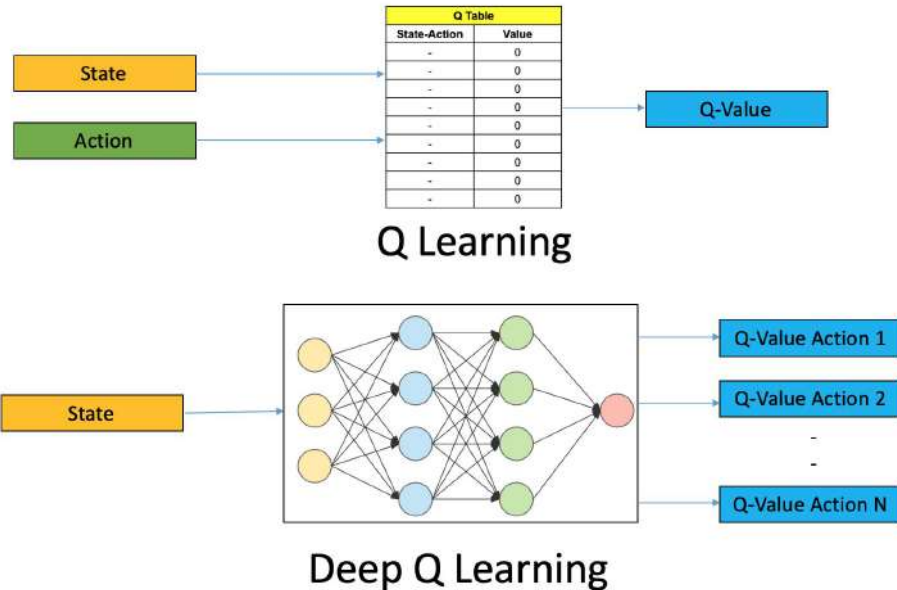 Q Table
State-Action Value
- 0
- 0
- 0
- 0
- 0
- 0
- 0
- 0
- 0
State
Action
Q-Value
Q Learning
State
Q-Value Action 1
Q-Value Action 2
-
-
Q-Value Action N
Deep Q Learning